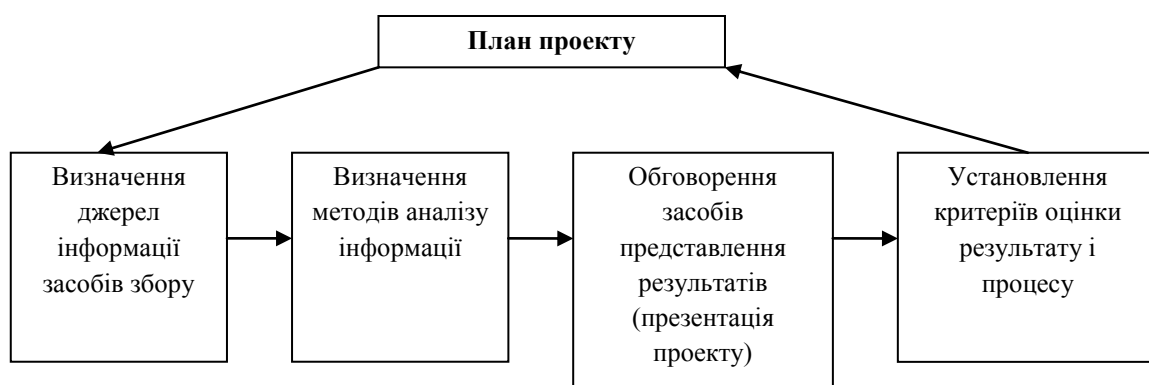 План проекту
Визначення
джерел
інформації
засобів збору
Визначення
методів аналізу
інформації
Обговорення
засобів
представлення
результатів
(презентація
проекту)
Установлення
критеріїв оцінки
результату і
процесу